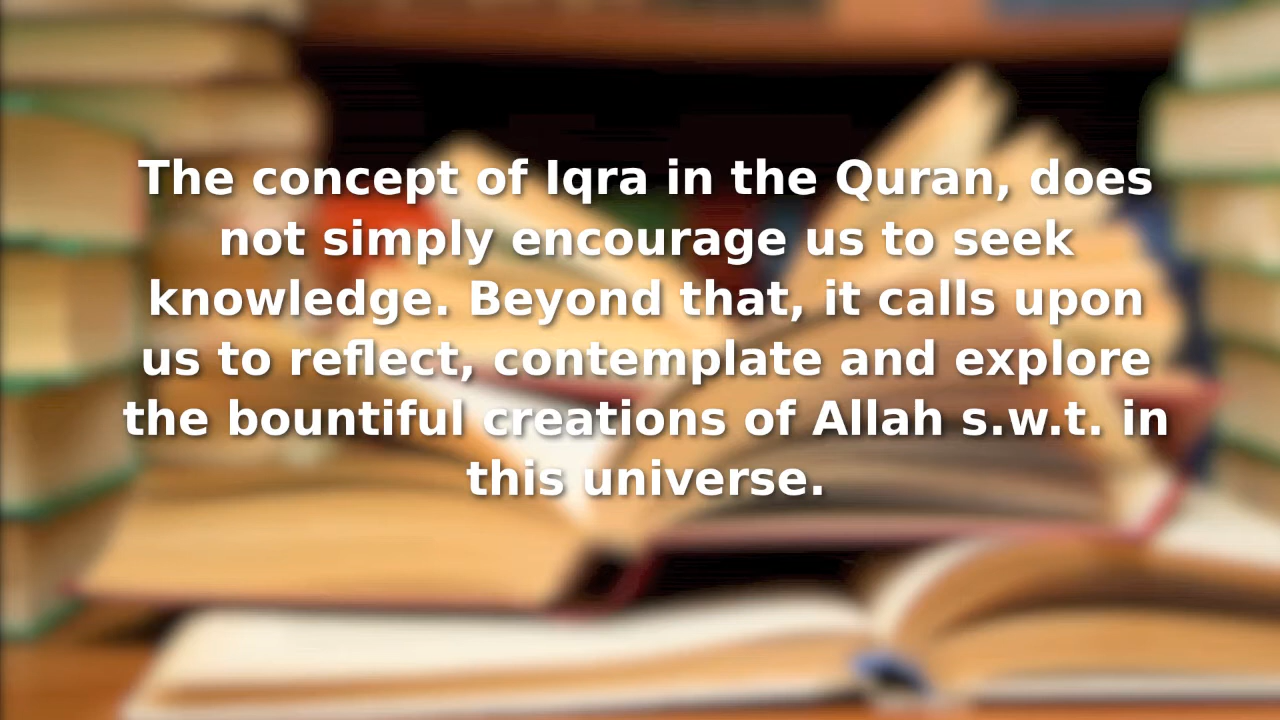 The concept of Iqra in the Quran, does
not simply encourage us to seek
knowledge. Beyond that, it calls upon
us to reflect, contemplate and explore
the bountiful creations of Allah s.w.t. in
this universe.